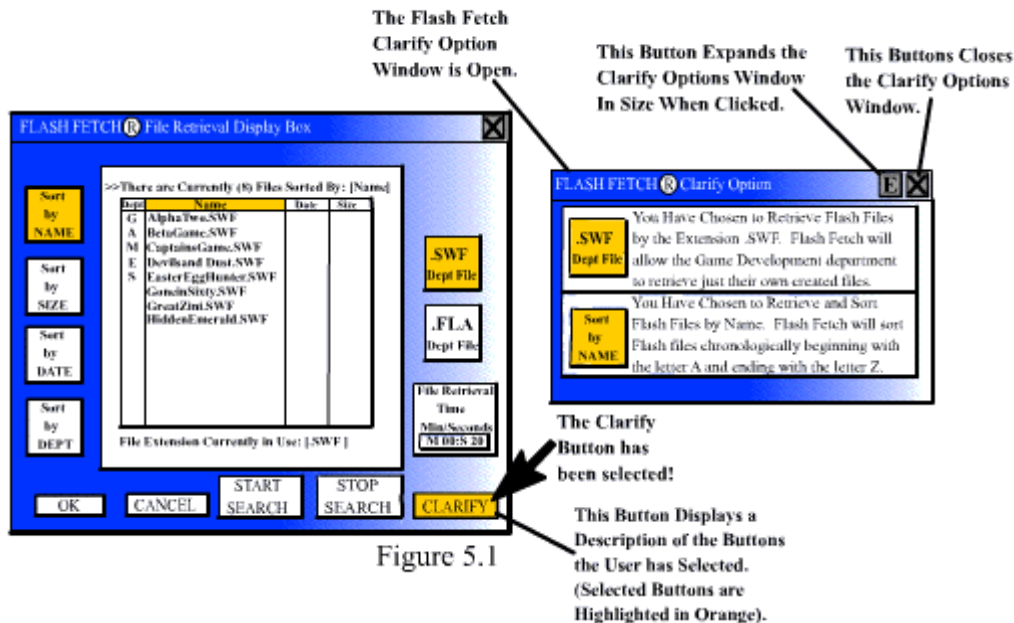 The Flash Fetch
Clarify Option
Window is Open.
This Button Expands the
Clarify Options Window
In Size When Clicked.
This Buttons Closes
the Clarify Options
Window.
FLASH FETCH ® File Retrieval Display Box
Sort
by
NAME
Sort
by
SIZE
Sort
by
DATE
Sort
by
DEPT
>>There are Currently (8) Files Sorted By: [Name]
Dept Name Date Size
G AlphaTwo.SWF
A BetaGame.SWF
M CaptainsGame.SWF
E Devilsand Dust.SWF
S EasterEggHunter.SWF
GoneinSixty.SWF
GreatZini.SWF
HiddenEmerald.SWF
File Extension Currently in Use: [.SWF ]
.SWF
Dept File
.FLA
Dept File
File Retrieval
Time
Min/Seconds
M 00:S 20
OK
CANCEL
START
SEARCH
STOP
SEARCH
CLARIFY
FLASH FETCH ® Clarify Option
E
.SWF
Dept File
You Have Chosen to Retrieve Flash Files
by the Extension .SWF. Flash Fetch will
allow the Game Development department
to retrieve just their own created files.
Sort
by
NAME
You Have Chosen to Retrieve and Sort
Flash Files by Name. Flash Fetch will sort
Flash files chronologically beginning with
the letter A and ending with the letter Z.
The Clarify
Button has
been selected!
This Button Displays a
Description of the Buttons
the User has Selected.
(Selected Buttons are
Highlighted in Orange).
Figure 5.1